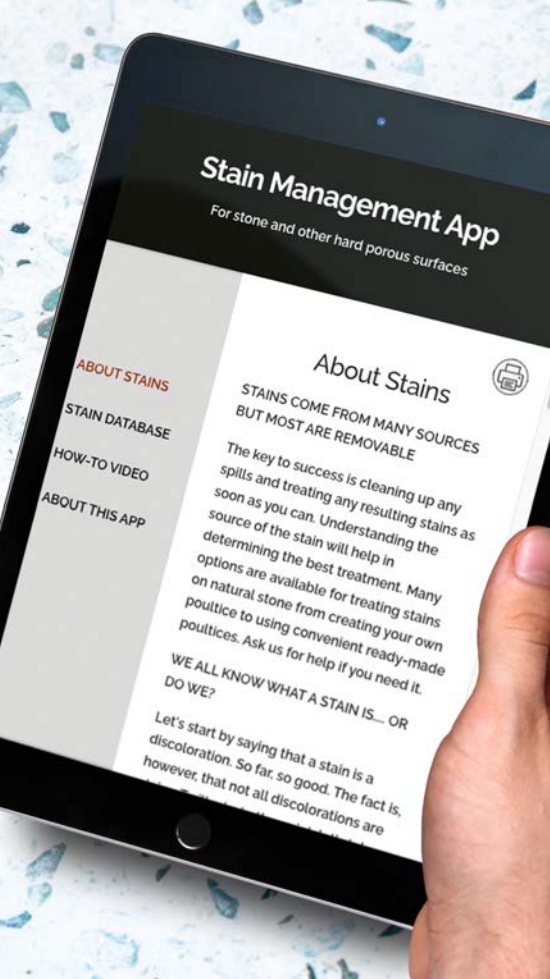 Stain Management App
For stone and other hard porous surfaces
ABOUT STAINS
STAIN DATABASE
HOW-TO VIDEO
ABOUT THIS APP
About Stains
STAINS COME FROM MANY SOURCES
BUT MOST ARE REMOVABLE
The key to success is cleaning up any
spills and treating any resulting stains as
soon as you can. Understanding the
source of the stain will help in
determining the best treatment. Many
options are available for treating stains
on natural stone from creating your own
poultice to using convenient ready-made
poultices. Ask us for help if you need it.
WE ALL KNOW WHAT A STAIN IS.... OR
DO WE?
Let's start by saying that a stain is a
discoloration. So far, so good. The fact is,
however, that not all discolorations are